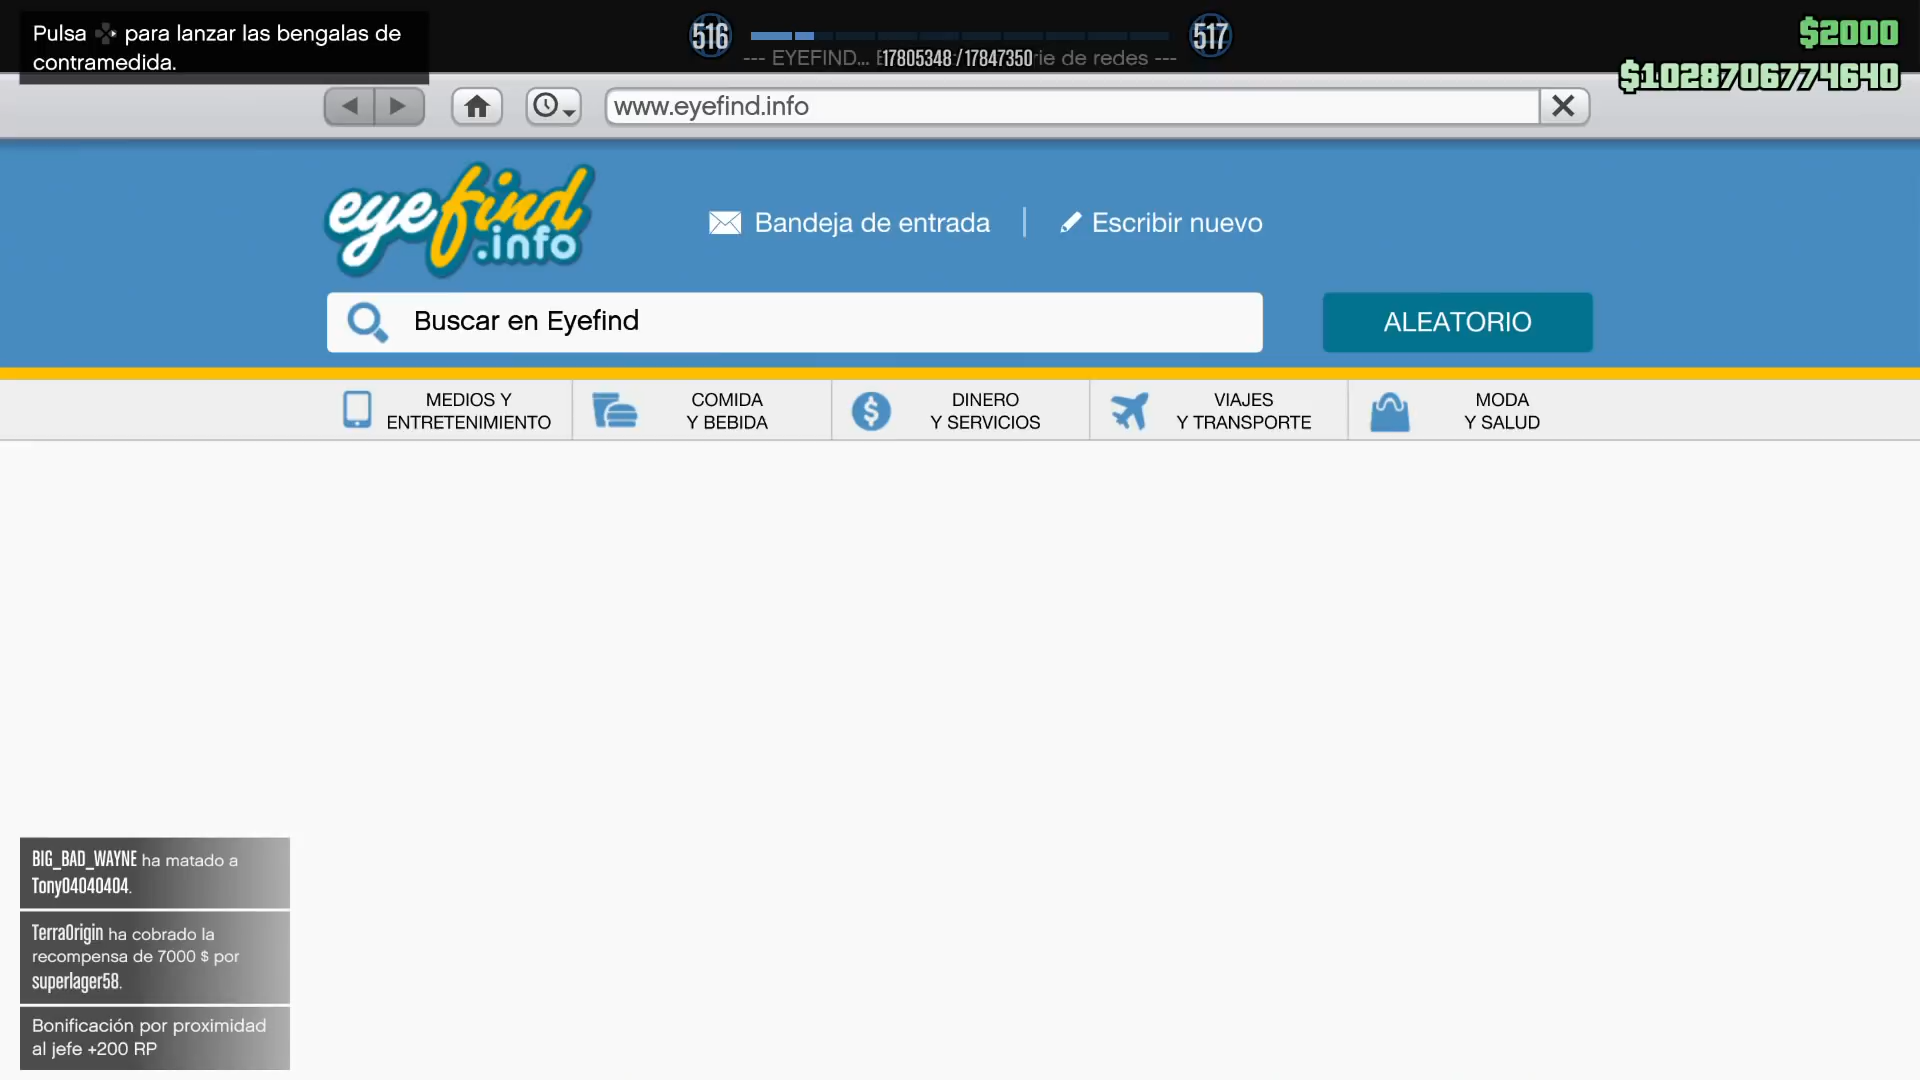 Pulsa para lanzar las bengalas de
contramedida.
516
517
--- EYEFIND...
17805348/17847350
rie de redes ---
$2000
$1028706774640
www.eyefind.info
eyefind
.info
Bandeja de entrada
Escribir nuevo
Buscar en Eyefind
ALEATORIO
MEDIOS Y
ENTRETENIMIENTO
COMIDA
Y BEBIDA
DINERO
Y SERVICIOS
VIAJES
Y TRANSPORTE
MODA
Y SALUD
BIG_BAD_WAYNE ha matado a
Tony04040404.
TerraOrigin ha cobrado la
recompensa de 7000 $ por
superlager58.
Bonificación por proximidad
al jefe +200 RP